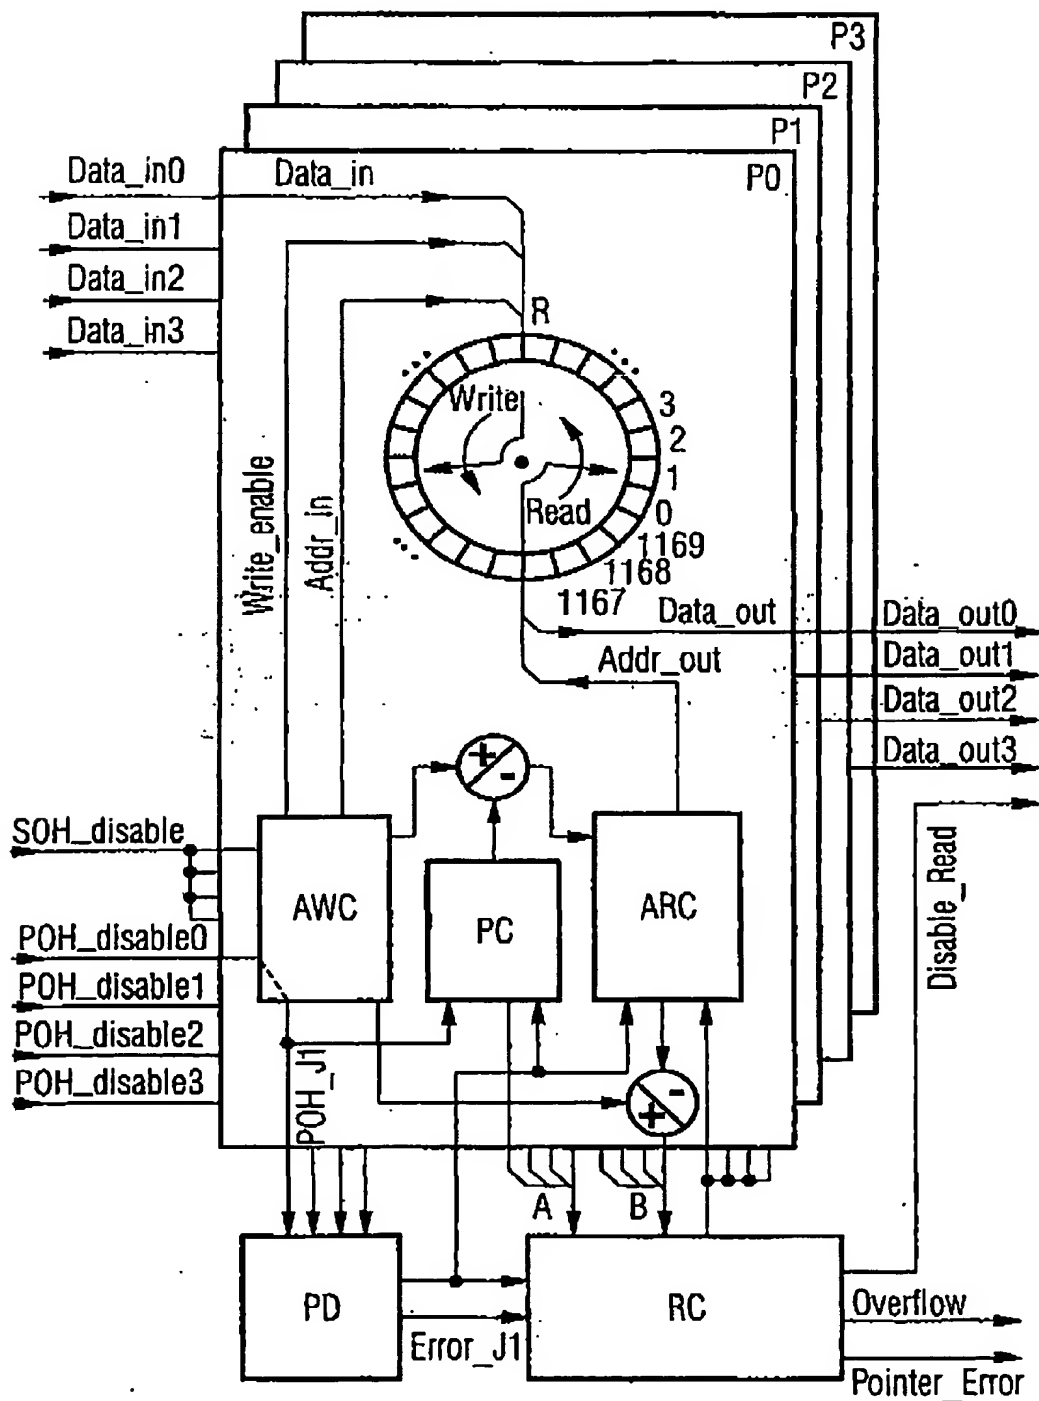 P3
P2
P1
P0
Data_in0
Data_in
Data_in1
Data_in2
Data_in3
R
Write
Read
3
2
1
0
1169
1168
1167
Write_enable
Addr_in
Data_out
Data_out0
Addr_out
Data_out1
Data_out2
Data_out3
+
-
SOH_disable
AWC
PC
ARC
Disable_Read
POH_disable0
POH_disable1
POH_disable2
POH_disable3
POH_J1
-
+
A
B
PD
RC
Error_J1
Overflow
Pointer_Error